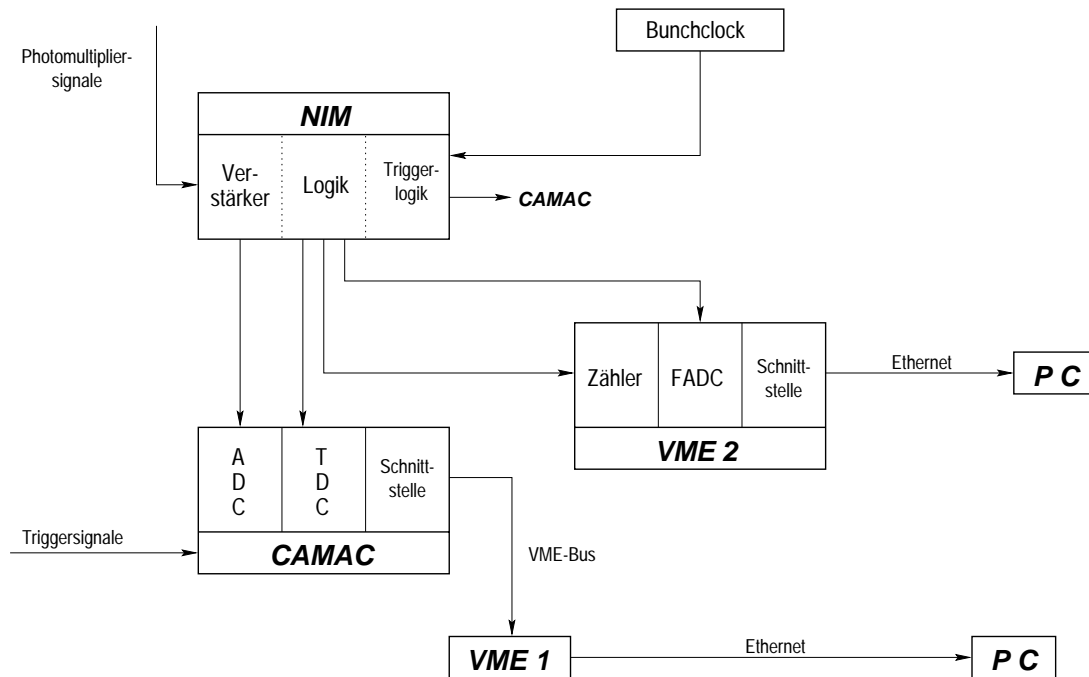 Bunchclock
Photomultiplier-
signale
NIM
Ver-
stärker
Logik
Trigger-
logik
CAMAC
Zähler
FADC
Schnitt-
stelle
Ethernet
P C
VME 2
A
D
C
T
D
C
Schnitt-
stelle
Triggersignale
CAMAC
VME-Bus
VME 1
Ethernet
P C